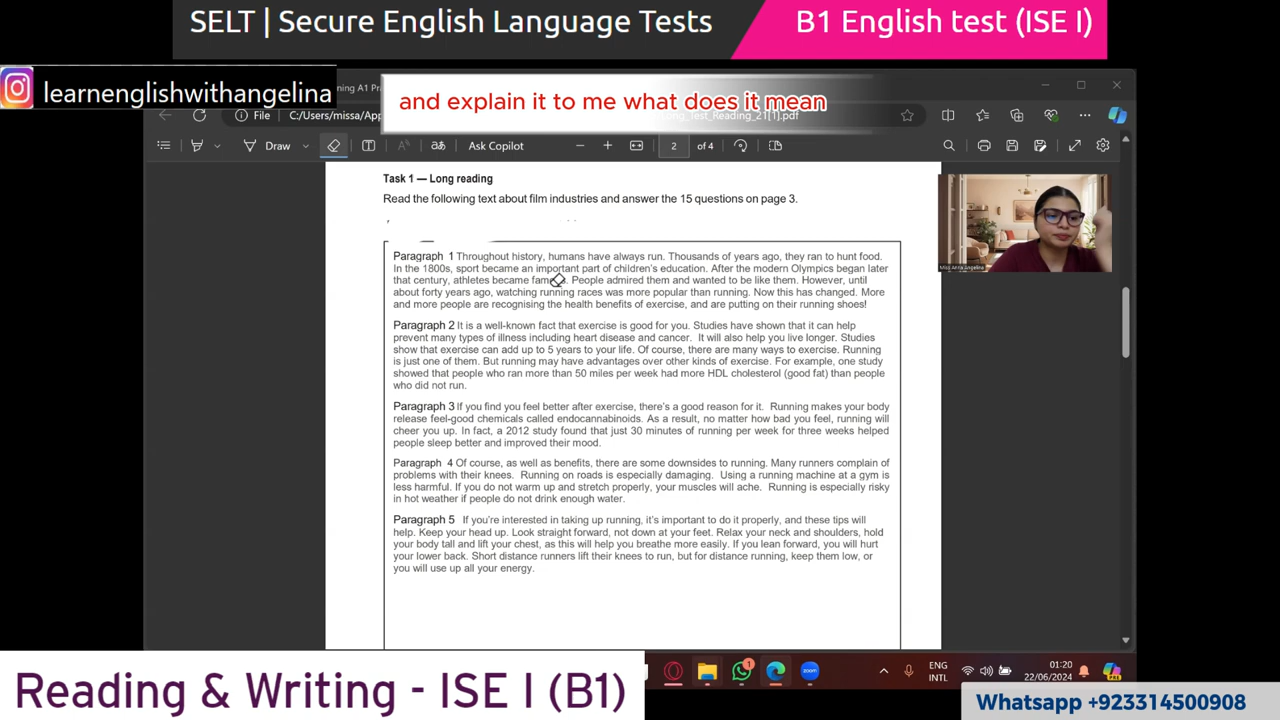 SELT | Secure English Language Tests
B1 English test (ISE I)
learnenglishwithangelina
and explain it to me what does it mean
File
C:/Users/missa/App
Long_Test_Reading_21[1].pdf
Draw
Ask Copilot
2 of 4
Task 1 — Long reading
Read the following text about film industries and answer the 15 questions on page 3.
Paragraph 1 Throughout history, humans have always run. Thousands of years ago, they ran to hunt food.
In the 1800s, sport became an important part of children's education. After the modern Olympics began later
that century, athletes became famous. People admired them and wanted to be like them. However, until
about forty years ago, watching running races was more popular than running. Now this has changed. More
and more people are recognising the health benefits of exercise, and are putting on their running shoes!
Paragraph 2 It is a well-known fact that exercise is good for you. Studies have shown that it can help
prevent many types of illness including heart disease and cancer. It will also help you live longer. Studies
show that exercise can add up to 5 years to your life. Of course, there are many ways to exercise. Running
is just one of them. But running may have advantages over other kinds of exercise. For example, one study
showed that people who ran more than 50 miles per week had more HDL cholesterol (good fat) than people
who did not run.
Paragraph 3 If you find you feel better after exercise, there's a good reason for it. Running makes your body
release feel-good chemicals called endocannabinoids. As a result, no matter how bad you feel, running will
cheer you up. In fact, a 2012 study found that just 30 minutes of running per week for three weeks helped
people sleep better and improved their mood.
Paragraph 4 Of course, as well as benefits, there are some downsides to running. Many runners complain of
problems with their knees. Running on roads is especially damaging. Using a running machine at a gym is
less harmful. If you do not warm up and stretch properly, your muscles will ache. Running is especially risky
in hot weather if people do not drink enough water.
Paragraph 5 If you're interested in taking up running, it's important to do it properly, and these tips will
help. Keep your head up. Look straight forward, not down at your feet. Relax your neck and shoulders, hold
your body tall and lift your chest, as this will help you breathe more easily. If you lean forward, you will hurt
your lower back. Short distance runners lift their knees to run, but for distance running, keep them low, or
you will use up all your energy.
ENG
INTL
01:20
22/06/2024
Reading & Writing - ISE I (B1)
Whatsapp +923314500908